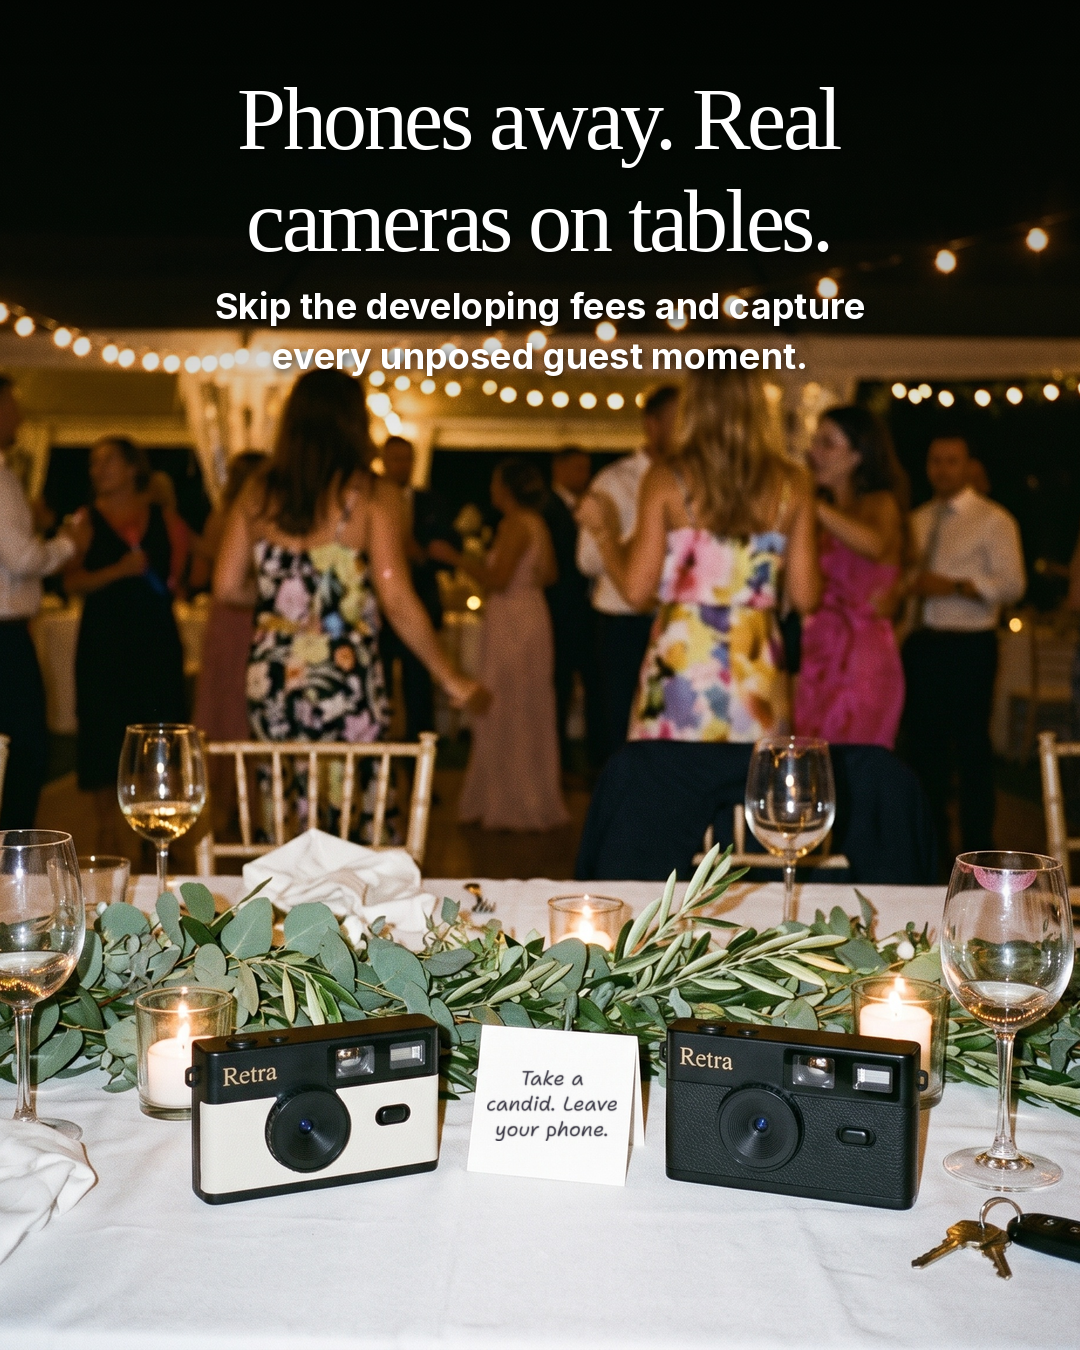 Phones away. Real
cameras on tables.
Skip the developing fees and capture
every unposed guest moment.
Retra
Take a
candid. Leave
your phone.
Retra